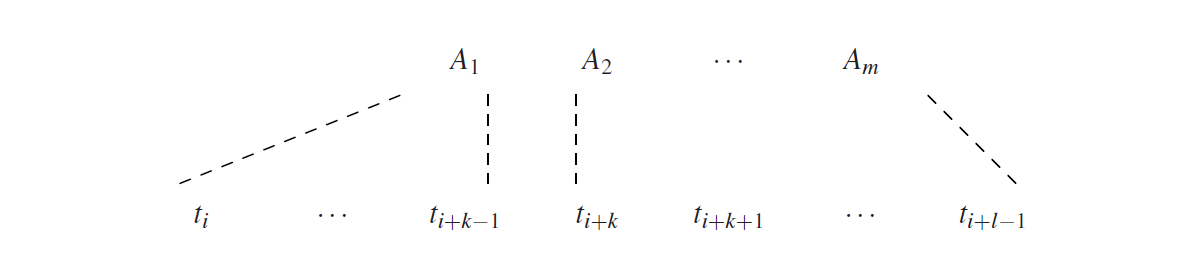 A₁ A₂ ··· Aₘ
tᵢ ··· tᵢ₊ₖ₋₁ tᵢ₊ₖ tᵢ₊ₖ₊₁ ··· tᵢ₊ₗ₋₁